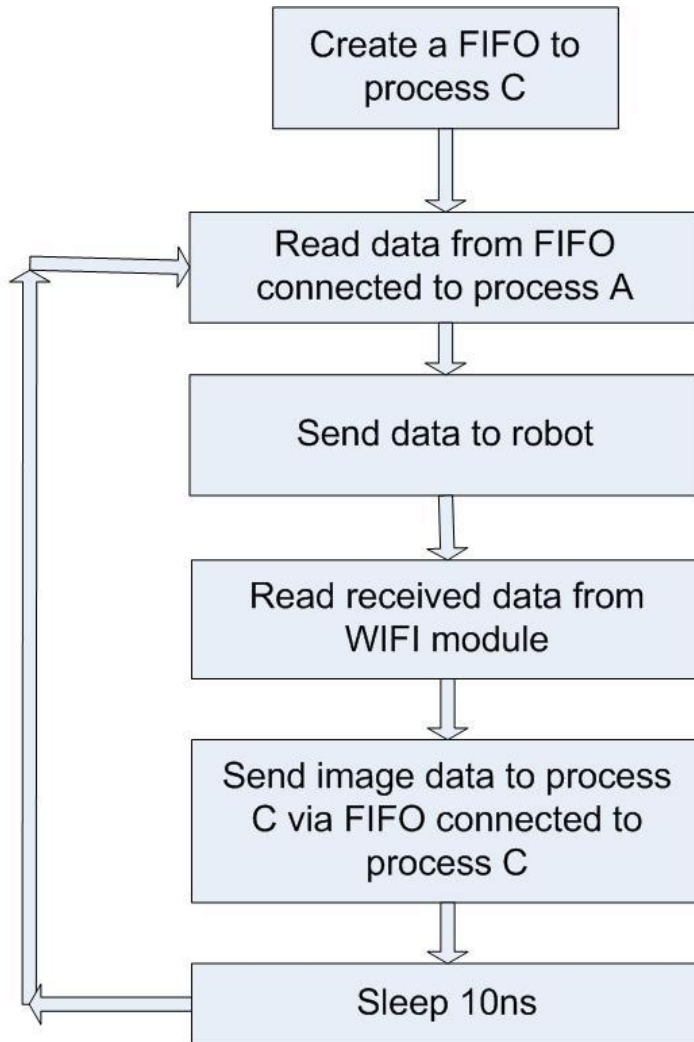 Create a FIFO to
process C
Read data from FIFO
connected to process A
Send data to robot
Read received data from
WIFI module
Send image data to process
C via FIFO connected to
process C
Sleep 10ns